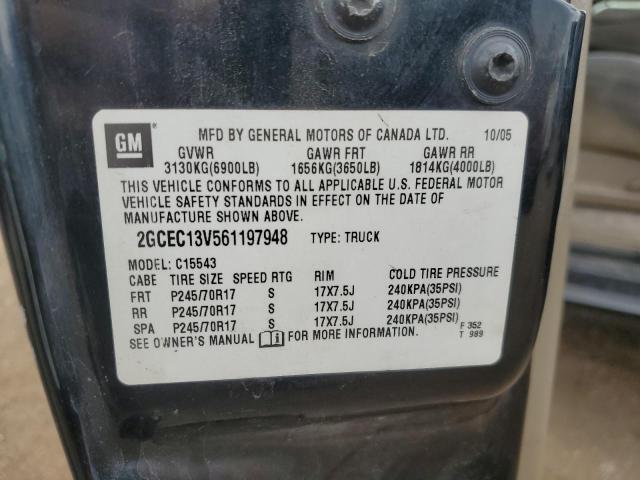 GM
MFD BY GENERAL MOTORS OF CANADA LTD. 10/05
GVWR GAWR FRT GAWR RR
3130KG(6900LB) 1656KG(3650LB) 1814KG(4000LB)
THIS VEHICLE CONFORMS TO ALL APPLICABLE U.S. FEDERAL MOTOR
VEHICLE SAFETY STANDARDS IN EFFECT ON THE DATE OF
MANUFACTURE SHOWN ABOVE.
2GCEC13V561197948 TYPE: TRUCK
MODEL: C15543
CABE TIRE SIZE SPEED RTG RIM COLD TIRE PRESSURE
FRT P245/70R17 S 17X7.5J 240KPA(35PSI)
RR P245/70R17 S 17X7.5J 240KPA(35PSI)
SPA P245/70R17 S 17X7.5J 240KPA(35PSI)
SEE OWNER'S MANUAL FOR MORE INFORMATION.
F 352
T 989